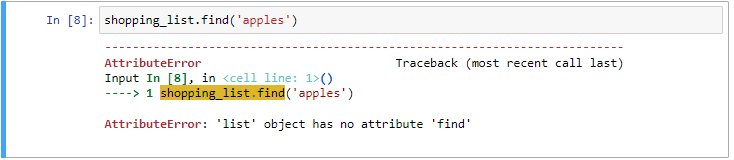 In [8]: shopping_list.find('apples')
---------------------------------------------------------------------------
AttributeError                            Traceback (most recent call last)
Input In [8], in <cell line: 1>()
----> 1 shopping_list.find('apples')
AttributeError: 'list' object has no attribute 'find'